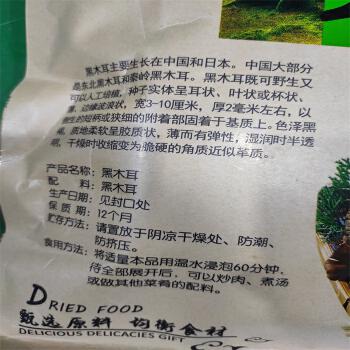 黑木耳主要生长在中国和日本。中国大部分
是东北黑木耳和秦岭黑木耳。黑木耳既可野生又
可以人工培植，种子实体呈耳状、叶状或杯状、
薄、边缘波浪状，宽3-10厘米，厚2毫米左右，以
侧生的短柄或狭细的附着部固着于基质上。色泽黑
褐，质地柔软呈胶质状，薄而有弹性，湿润时半透
明，干燥时收缩变为脆硬的角质近似革质。
产品名称：黑木耳
配 料：黑木耳
生产日期：见封口处
保 质 期：12个月
贮存方法：请置放于阴凉干燥处、防潮、
防挤压。
食用方法：将适量本品用温水浸泡60分钟，
待全部展开后，可以炒肉、煮汤
或做其他菜肴的配料。
DRIED FOOD
甄选原料 均衡食材
DELICIOUS DELICACIES GIFT